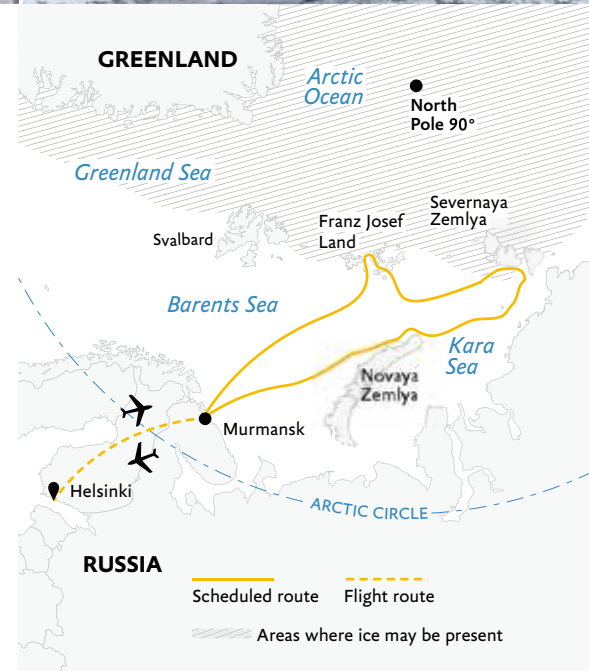 GREENLAND
Arctic
Ocean
North
Pole 90°
Greenland Sea
Severnaya
Zemlya
Franz Josef
Land
Svalbard
Barents Sea
Kara
Sea
Novaya
Zemlya
Murmansk
Helsinki
ARCTIC CIRCLE
RUSSIA
Scheduled route
Flight route
Areas where ice may be present